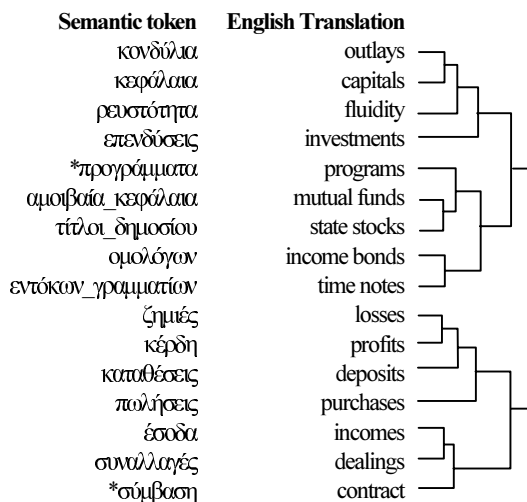 Semantic token English Translation
κονδύλια outlays
κεφάλαια capitals
ρευστότητα fluidity
επενδύσεις investments
*προγράμματα programs
αμοιβαία_κεφάλαια mutual funds
τίτλοι_δημοσίου state stocks
ομολόγων income bonds
εντόκων_γραμματίων time notes
ζημιές losses
κέρδη profits
καταθέσεις deposits
πωλήσεις purchases
έσοδα incomes
συναλλαγές dealings
*σύμβαση contract